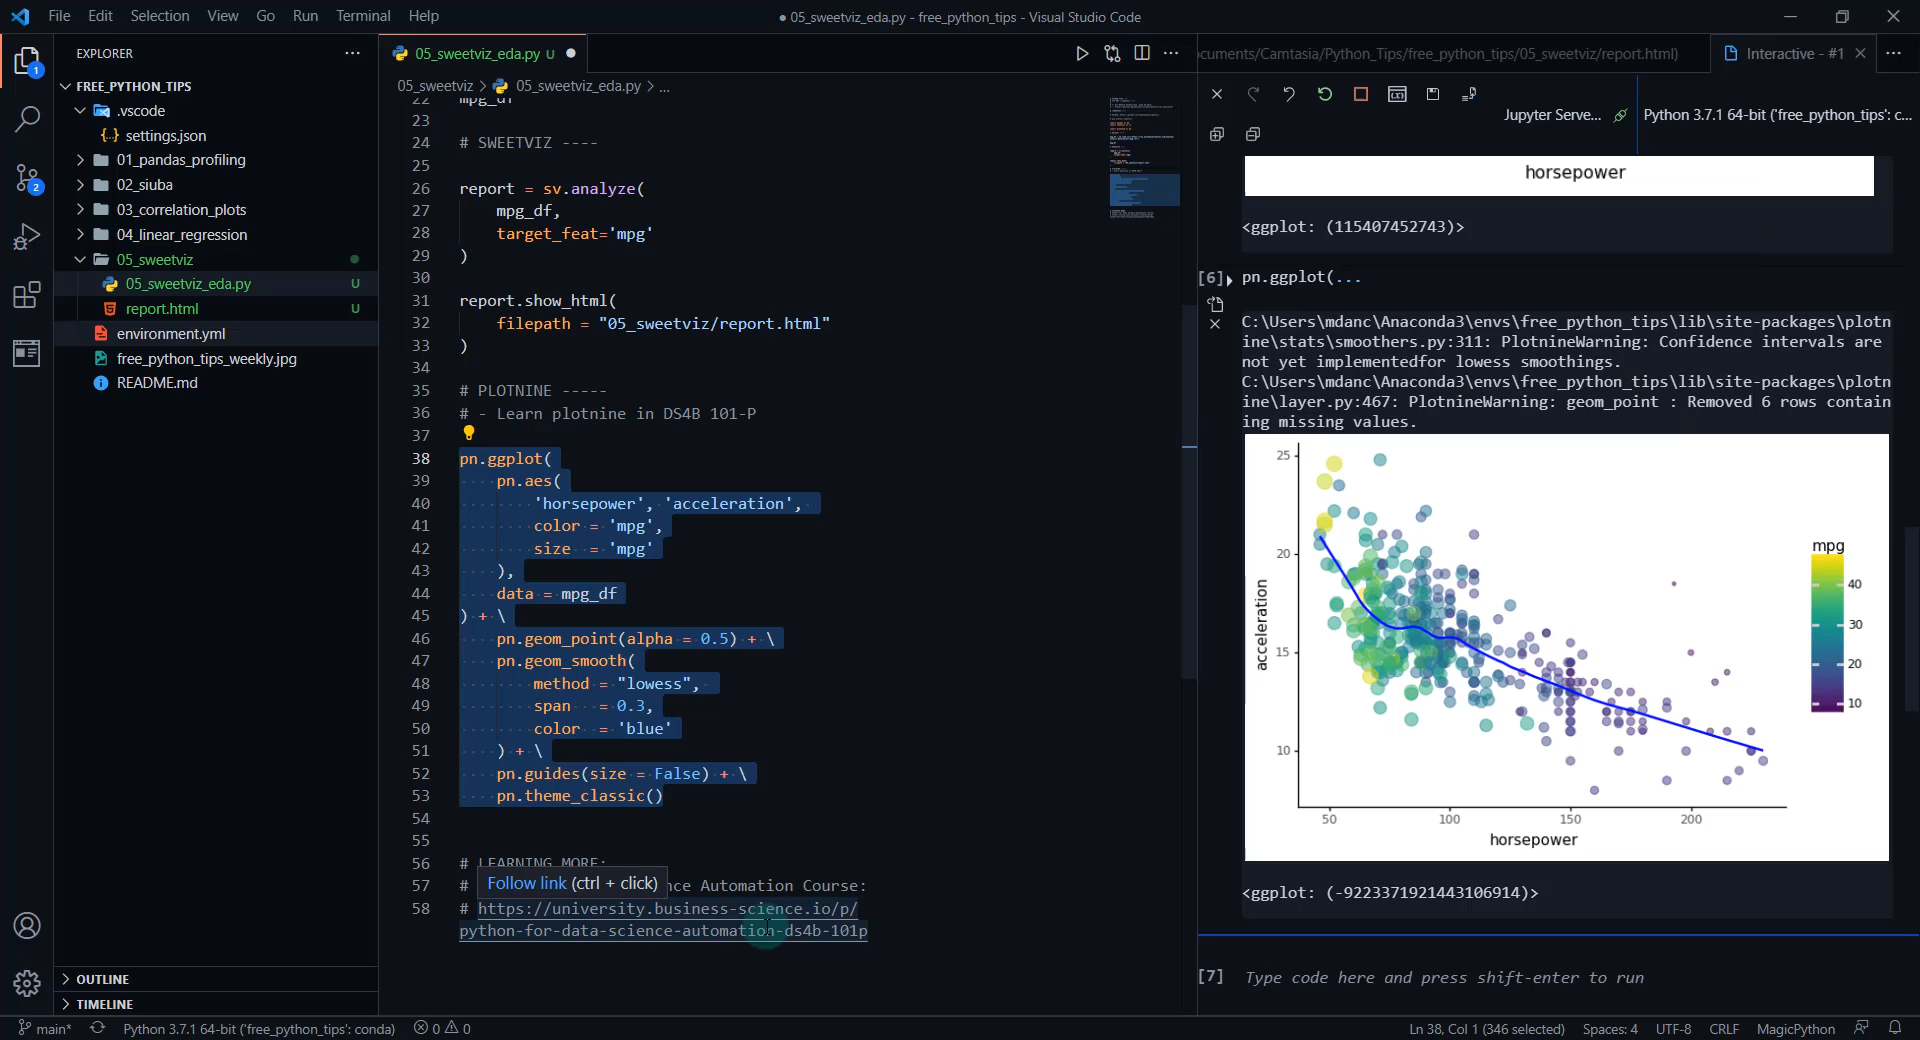 File Edit Selection View Go Run Terminal Help
● 05_sweetviz_eda.py - free_python_tips - Visual Studio Code
EXPLORER
FREE_PYTHON_TIPS
.vscode
settings.json
01_pandas_profiling
02_siuba
03_correlation_plots
04_linear_regression
05_sweetviz
05_sweetviz_eda.py U
report.html U
environment.yml
free_python_tips_weekly.jpg
README.md
OUTLINE
TIMELINE
1
2
05_sweetviz_eda.py U ●
05_sweetviz > 05_sweetviz_eda.py > ...
22 mpg_df
23
24 # SWEETVIZ ----
25
26 report = sv.analyze(
27 mpg_df,
28 target_feat='mpg'
29 )
30
31 report.show_html(
32 filepath = "05_sweetviz/report.html"
33 )
34
35 # PLOTNINE -----
36 # - Learn plotnine in DS4B 101-P
37
38 pn.ggplot(
39 pn.aes(
40 'horsepower', 'acceleration',
41 color = 'mpg',
42 size = 'mpg'
43 ),
44 data = mpg_df
45 ) + \
46 pn.geom_point(alpha = 0.5) + \
47 pn.geom_smooth(
48 method = "lowess",
49 span = 0.3,
50 color = 'blue'
51 ) + \
52 pn.guides(size = False) + \
53 pn.theme_classic()
54
55
56 # LEARNING MORE:
Follow link (ctrl + click)
57 # nce Automation Course:
58 # https://university.business-science.io/p/
python-for-data-science-automation-ds4b-101p
cuments/Camtasia/Python_Tips/free_python_tips/05_sweetviz/report.html)
Interactive - #1
Jupyter Serve...
Python 3.7.1 64-bit ('free_python_tips': c...
horsepower
<ggplot: (115407452743)>
[6] pn.ggplot(...
C:\Users\mdanc\Anaconda3\envs\free_python_tips\lib\site-packages\plotn
ine\stats\smoothers.py:311: PlotnineWarning: Confidence intervals are
not yet implementedfor lowess smoothings.
C:\Users\mdanc\Anaconda3\envs\free_python_tips\lib\site-packages\plotn
ine\layer.py:467: PlotnineWarning: geom_point : Removed 6 rows contain
ing missing values.
25
20
15
10
acceleration
50 100 150 200
horsepower
mpg
40
30
20
10
<ggplot: (-9223371921443106914)>
[7] Type code here and press shift-enter to run
main* Python 3.7.1 64-bit ('free_python_tips': conda) 0 0
Ln 38, Col 1 (346 selected) Spaces: 4 UTF-8 CRLF MagicPython